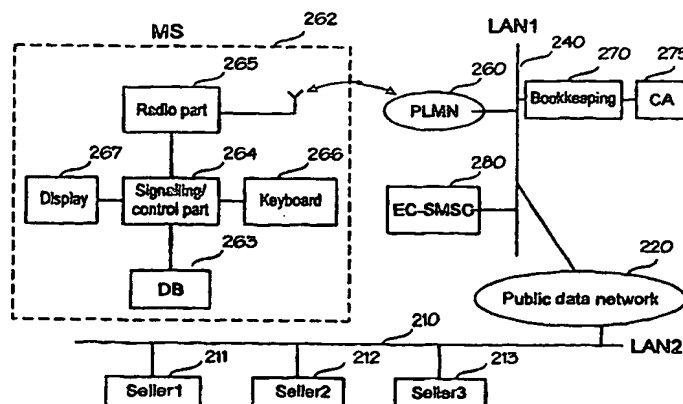 MS
262
LAN1
265
Radio part
240
270
275
260
PLMN
Bookkeeping
CA
267
264
266
Display
Signalling/
control part
Keyboard
280
EC-SMSC
263
DB
220
Public data network
210
LAN2
211
212
213
Seller1
Seller2
Seller3